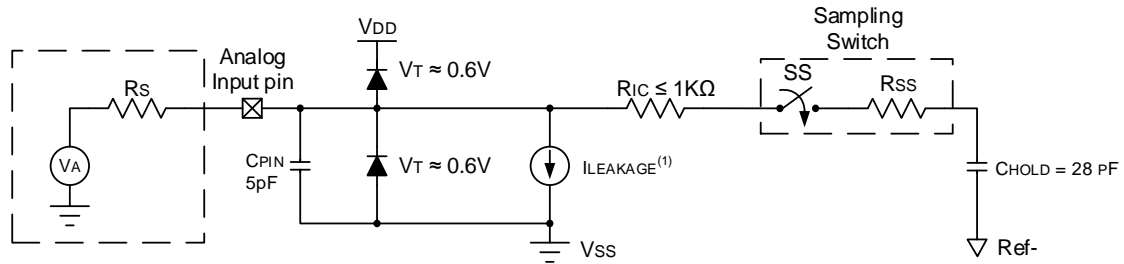 Sampling
Switch
VDD
Analog
Input pin
VT ≈ 0.6V
RS
RIC ≤ 1KΩ
SS
RSS
VA
CPIN
5pF
VT ≈ 0.6V
ILEAKAGE(1)
CHOLD = 28 PF
VSS
Ref-